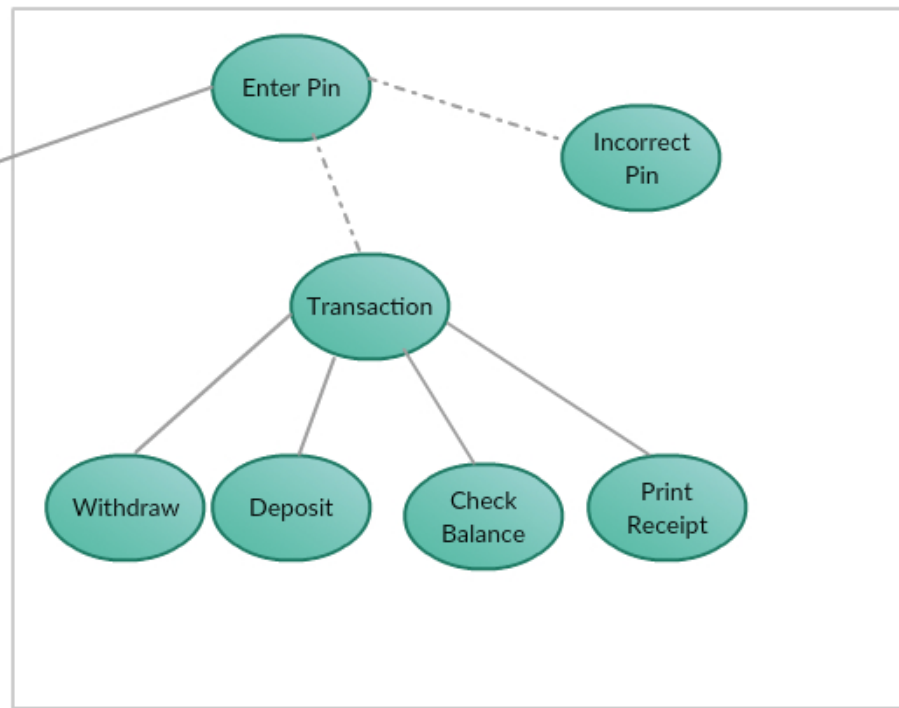 Enter Pin
Incorrect
Pin
Transaction
Withdraw
Deposit
Check
Balance
Print
Receipt